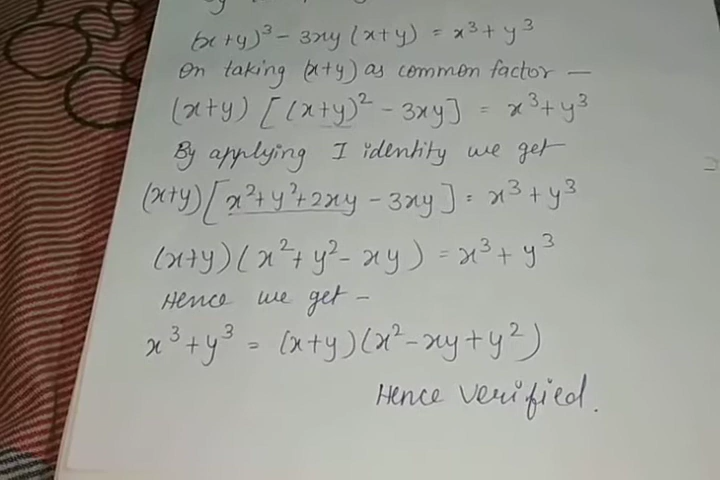 (x+y)³ - 3xy (x+y) = x³ + y³
on taking (x+y) as common factor —
(x+y) [(x+y)² - 3xy] = x³ + y³
By applying I identity we get
(x+y) [x² + y² + 2xy - 3xy] = x³ + y³
(x+y) (x² + y² - xy) = x³ + y³
Hence we get -
x³ + y³ = (x+y) (x² - xy + y²)
Hence verified.